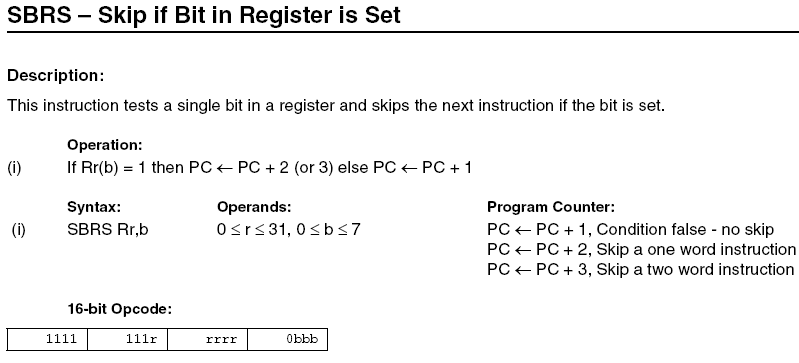 SBRS – Skip if Bit in Register is Set
Description:
This instruction tests a single bit in a register and skips the next instruction if the bit is set.
Operation:
(i) If Rr(b) = 1 then PC ← PC + 2 (or 3) else PC ← PC + 1
Syntax: Operands: Program Counter:
(i) SBRS Rr,b 0 ≤ r ≤ 31, 0 ≤ b ≤ 7 PC ← PC + 1, Condition false - no skip
PC ← PC + 2, Skip a one word instruction
PC ← PC + 3, Skip a two word instruction
16-bit Opcode:
1111 111r rrrr 0bbb